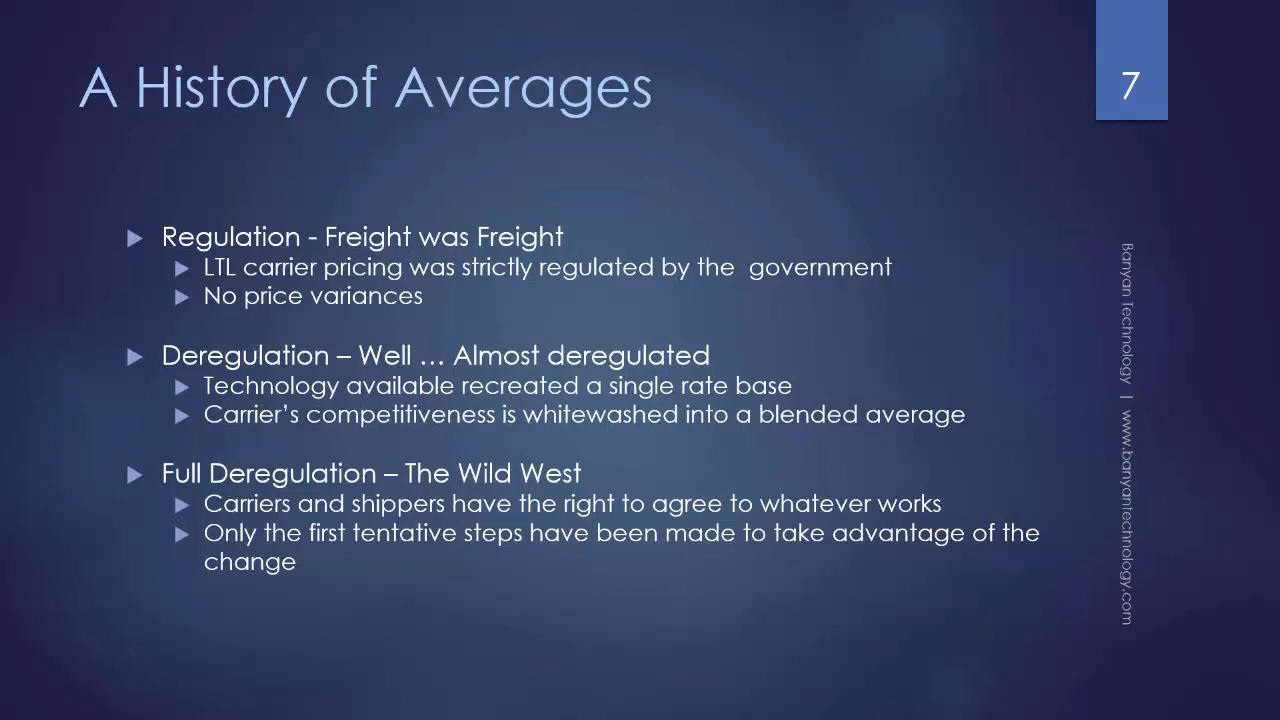 A History of Averages
7
Regulation - Freight was Freight
LTL carrier pricing was strictly regulated by the  government
No price variances
Deregulation – Well … Almost deregulated
Technology available recreated a single rate base
Carrier’s competitiveness is whitewashed into a blended average
Full Deregulation – The Wild West
Carriers and shippers have the right to agree to whatever works
Only the first tentative steps have been made to take advantage of the
change
Banyan Technology | www.banyantechnology.com